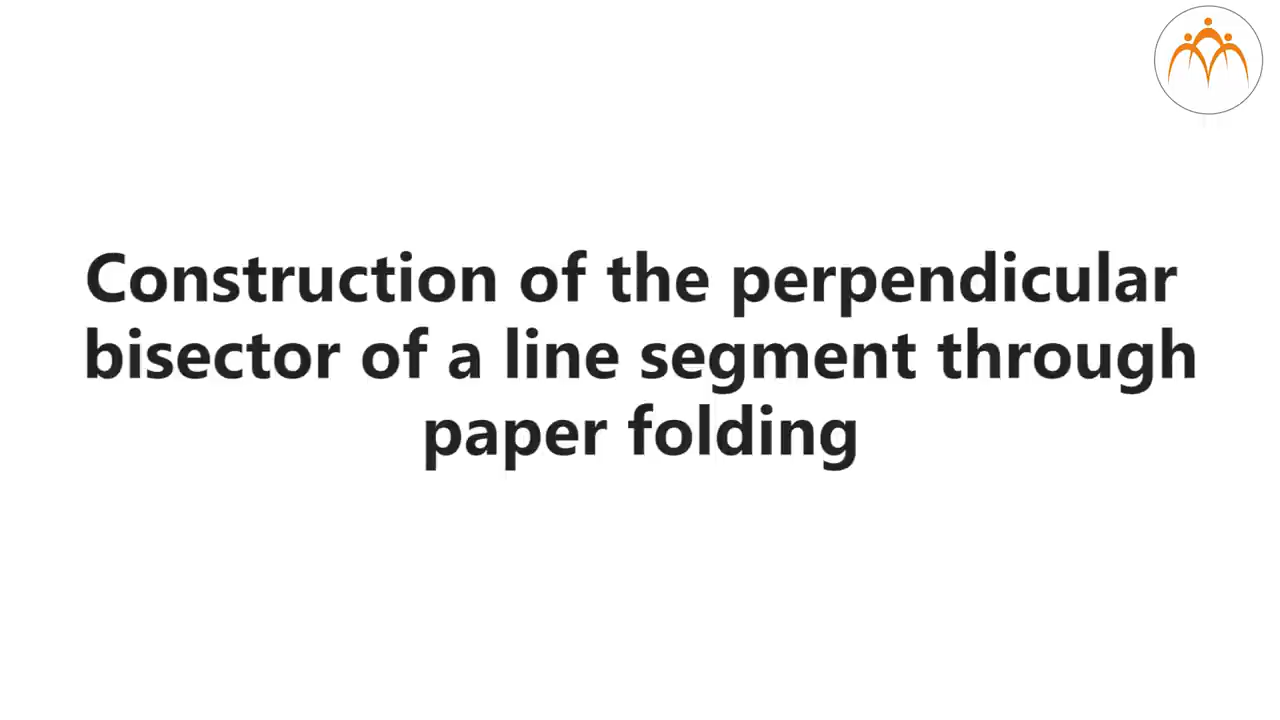 Construction of the perpendicular
bisector of a line segment through
paper folding